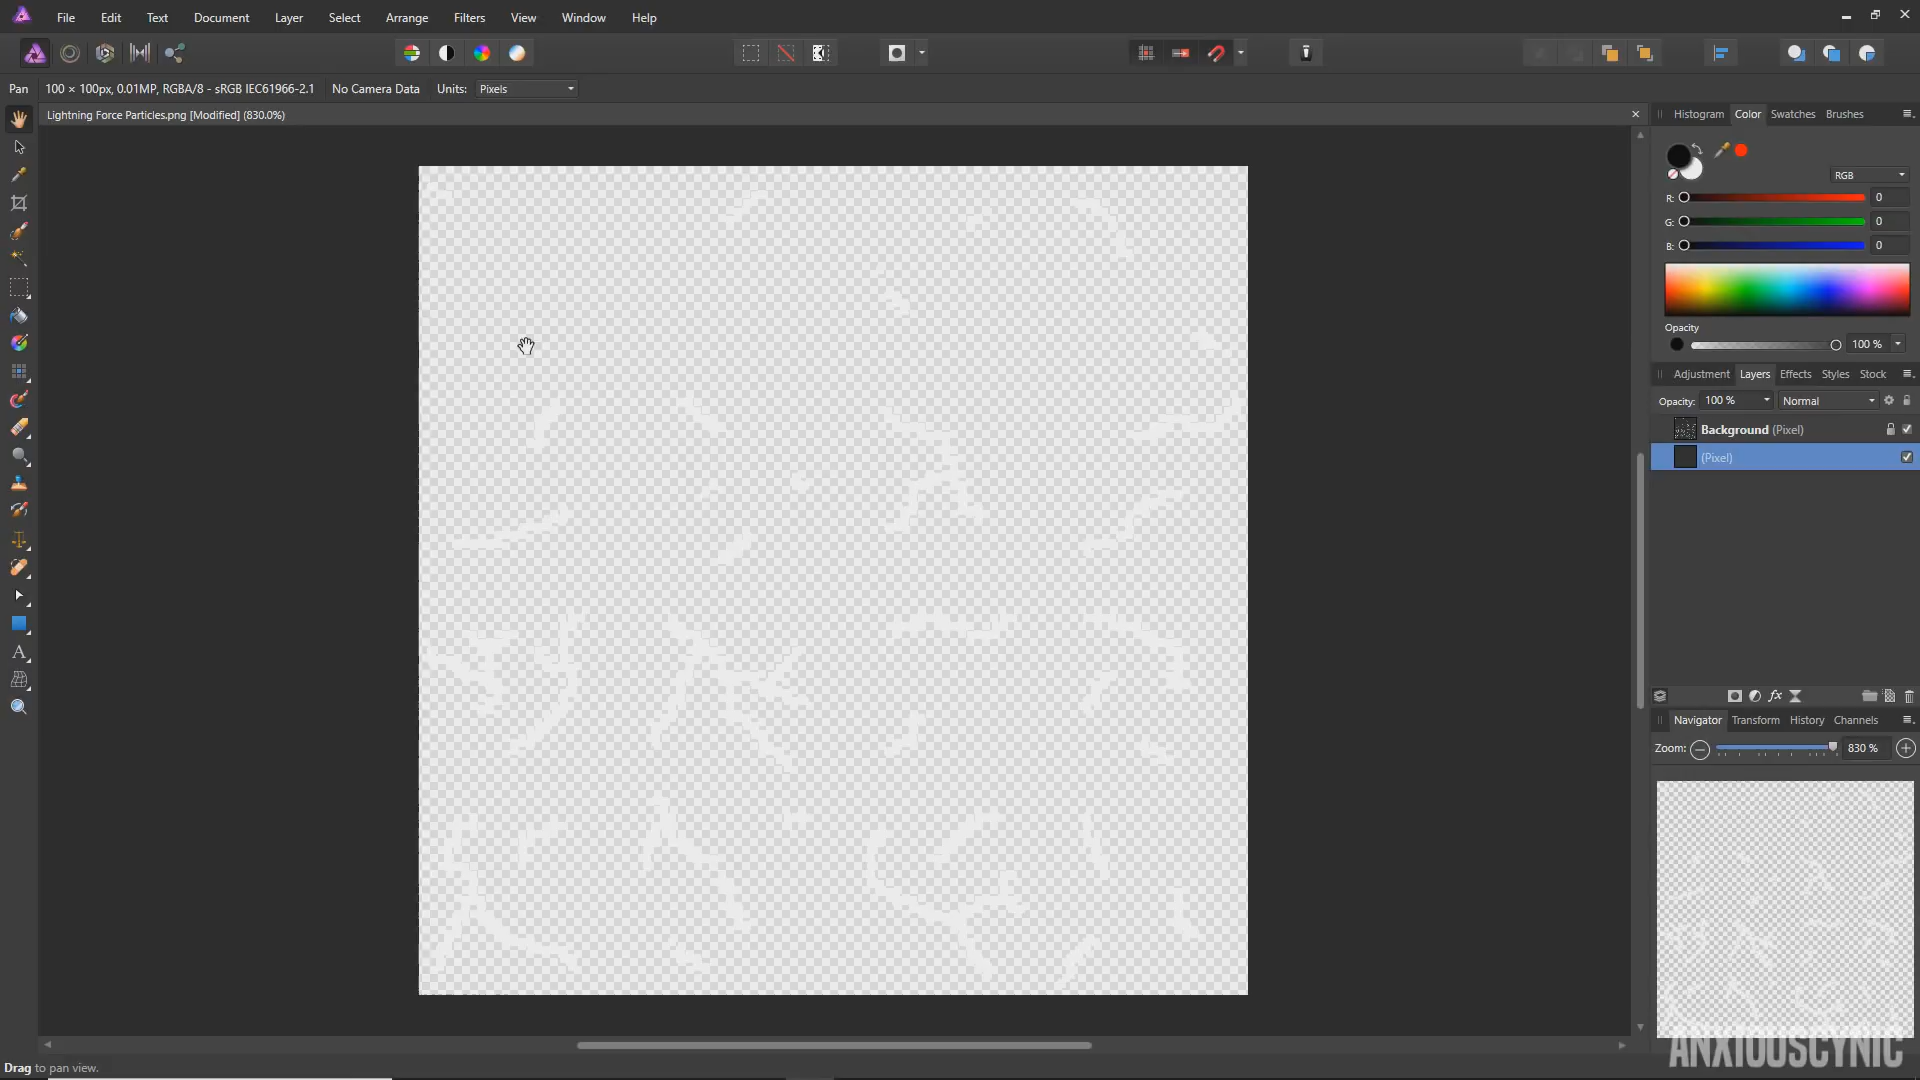 File Edit Text Document Layer Select Arrange Filters View Window Help
Pan 100 × 100px, 0.01MP, RGBA/8 - sRGB IEC61966-2.1 No Camera Data Units: Pixels
Lightning Force Particles.png [Modified] (830.0%)
Histogram Color Swatches Brushes
RGB
R: 0
G: 0
B: 0
Opacity
100 %
Adjustment Layers Effects Styles Stock
Opacity: 100 % Normal
Background (Pixel)
(Pixel)
Navigator Transform History Channels
Zoom: 830 %
ANXIOUSCYNIC
Drag to pan view.